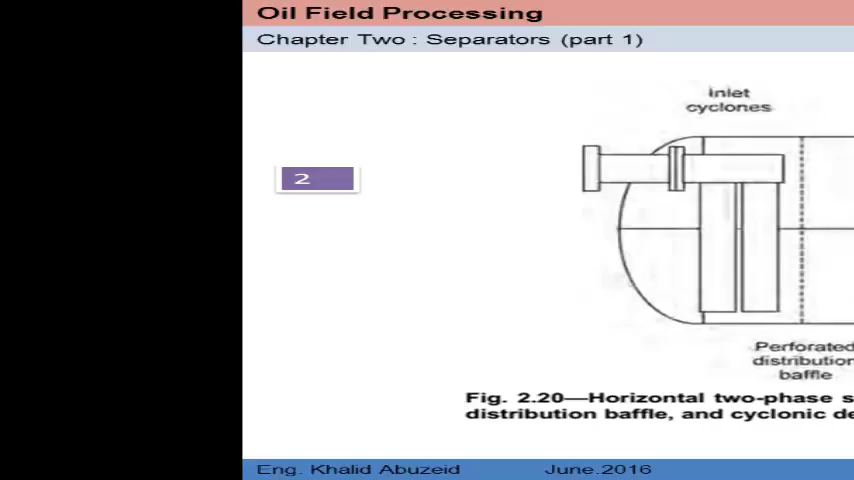 Oil Field Processing
Chapter Two : Separators (part 1)
Inlet
cyclones
2
Perforated
distribution
baffle
Fig. 2.20—Horizontal two-phase s
distribution baffle, and cyclonic de
Eng. Khalid Abuzeid June.2016